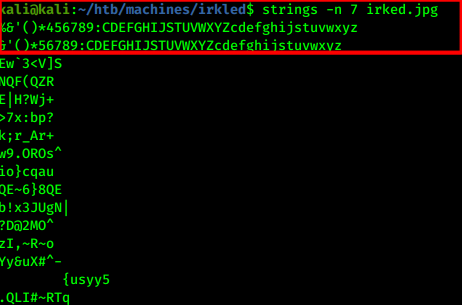 kali@kali:~/htb/machines/irkled$ strings -n 7 irked.jpg
%&'()*456789:CDEFGHIJSTUVWXYZcdefghijstuvwxyz
&'()*56789:CDEFGHIJSTUVWXYZcdefghijstuvwxyz
Ew`3<V]S
NQF(QZR
E|H?Wj+
>7x:bp?
k;r_Ar+
w9.OROs^
io}cqau
QE~6}8QE
b!x3JUgN|
?D@2MO^
zI,~R~o
Yy&uX#^-
{usyy5
.QLI#~RTq